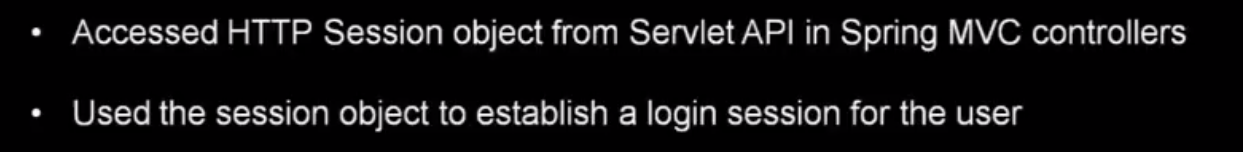 • Accessed HTTP Session object from Servlet API in Spring MVC controllers
• Used the session object to establish a login session for the user